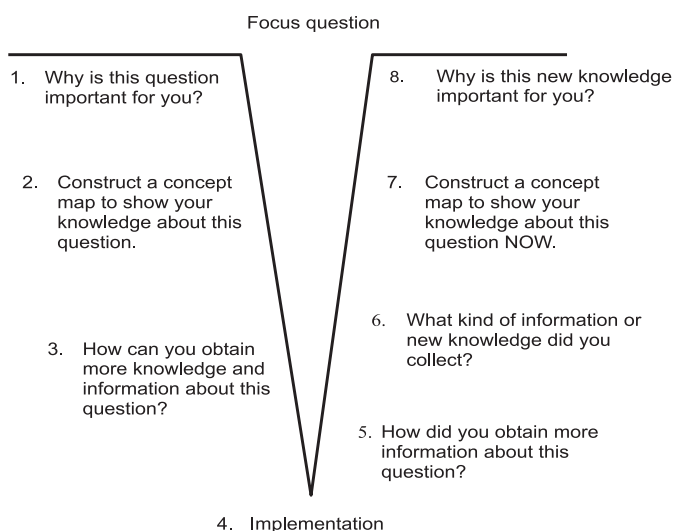 Focus question
1. Why is this question
important for you?
2. Construct a concept
map to show your
knowledge about this
question.
3. How can you obtain
more knowledge and
information about this
question?
4. Implementation
5. How did you obtain more
information about this
question?
6. What kind of information or
new knowledge did you
collect?
7. Construct a concept
map to show your
knowledge about this
question NOW.
8. Why is this new knowledge
important for you?